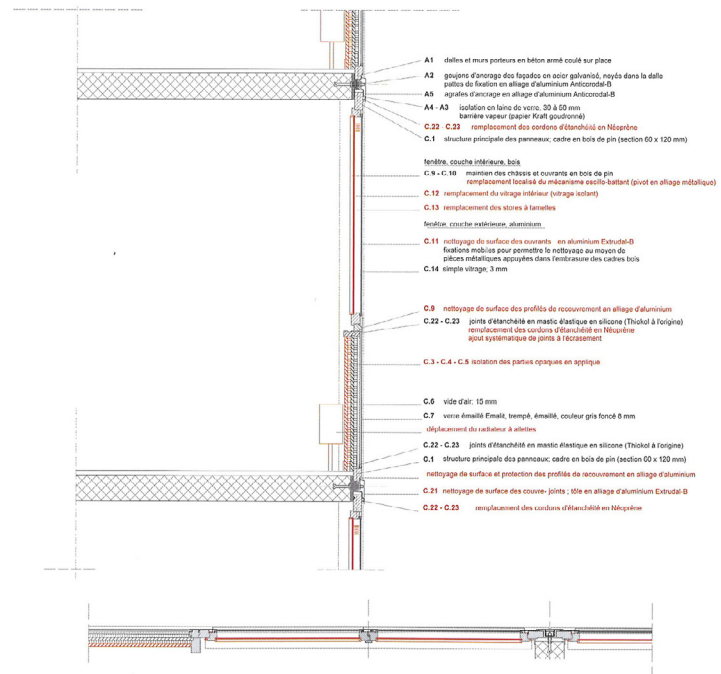 A1 dalles et murs porteurs en béton armé coulé sur place
A2 goujons d'ancrage des façades en acier galvanisé, noyés dans la dalle
pattes de fixation en alliage d'aluminium Anticorodal-B
A5 agrafes d'ancrage en alliage d'aluminium Anticorodal-B
A4 - A3 isolation en laine de verre, 30 à 50 mm
barrière vapeur (papier Kraft goudronné)
C.22 - C.23 remplacement des cordons d'étanchéité en Néoprène
C.1 structure principale des panneaux; cadre en bois de pin (section 60 x 120 mm)
fenêtre, couche intérieure, bois
C.9 - C.10 maintien des châssis et ouvrants en bois de pin
remplacement localisé du mécanisme oscillo-battant (pivot en alliage métallique)
C.12 remplacement du vitrage intérieur (vitrage isolant)
C.13 remplacement des stores à lamelles
fenêtre, couche extérieure, aluminium
C.11 nettoyage de surface des ouvrants en aluminium Extrudal-B
fixations mobiles pour permettre le nettoyage au moyen de
pièces métalliques appuyées dans l'embrasure des cadres bois
C.14 simple vitrage; 3 mm
C.9 nettoyage de surface des profilés de recouvrement en alliage d'aluminium
C.22 - C.23 joints d'étanchéité en mastic élastique en silicone (Thiokol à l'origine)
remplacement des cordons d'étanchéité en Néoprène
ajout systématique de joints à l'écrasement
C.3 - C.4 - C.5 isolation des parties opaques en applique
C.6 vide d'air; 15 mm
C.7 verre émaillé Emalit, trempé, émaillé, couleur gris foncé 8 mm
déplacement du radiateur à ailettes
C.22 - C.23 joints d'étanchéité en mastic élastique en silicone (Thiokol à l'origine)
C.1 structure principale des panneaux; cadre en bois de pin (section 60 x 120 mm)
nettoyage de surface et protection des profilés de recouvrement en alliage d'aluminium
C.21 nettoyage de surface des couvre- joints ; tôle en alliage d'aluminium Extrudal-B
C.22 - C.23 remplacement des cordons d'étanchéité en Néoprène